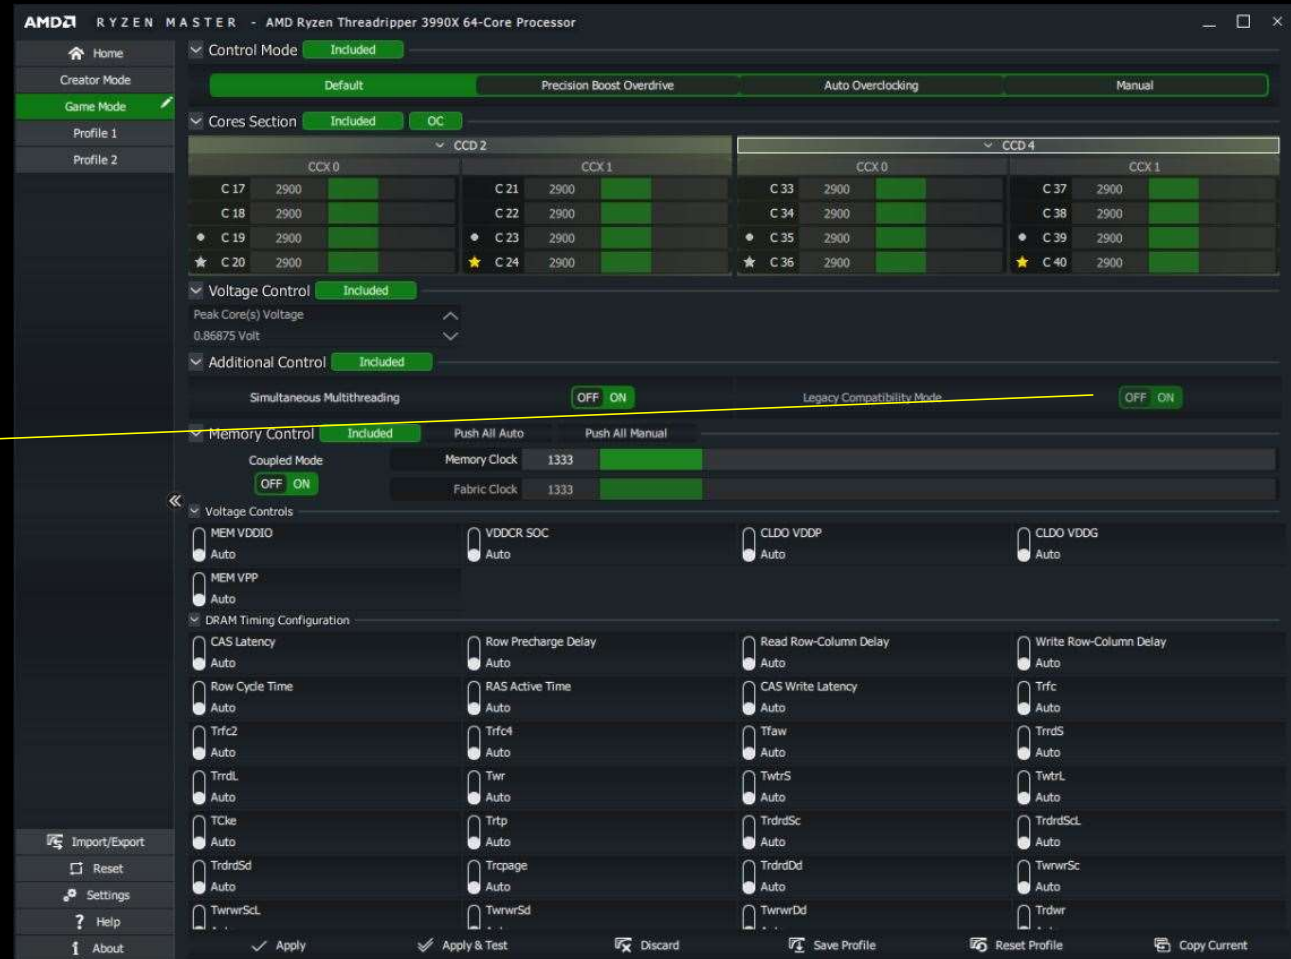 AMD RYZEN MASTER - AMD Ryzen Threadripper 3990X 64-Core Processor
Home
Creator Mode
Game Mode
Profile 1
Profile 2
Import/Export
Reset
Settings
? Help
About
Control Mode Included
Default Precision Boost Overdrive Auto Overclocking Manual
Cores Section Included OC
CCD 2 CCD 4
CCX 0 CCX 1 CCX 0 CCX 1
C 17 2900 C 21 2900 C 33 2900 C 37 2900
C 18 2900 C 22 2900 C 34 2900 C 38 2900
C 19 2900 C 23 2900 C 35 2900 C 39 2900
C 20 2900 C 24 2900 C 36 2900 C 40 2900
Voltage Control Included
Peak Core(s) Voltage
0.86875 Volt
Additional Control Included
Simultaneous Multithreading OFF ON Legacy Compatibility Mode OFF ON
Memory Control Included Push All Auto Push All Manual
Coupled Mode Memory Clock 1333
OFF ON Fabric Clock 1333
Voltage Controls
MEM VDDIO VDDCR SOC CLDO VDDP CLDO VDDG
Auto Auto Auto Auto
MEM VPP
Auto
DRAM Timing Configuration
CAS Latency Row Precharge Delay Read Row-Column Delay Write Row-Column Delay
Auto Auto Auto Auto
Row Cycle Time RAS Active Time CAS Write Latency Trfc
Auto Auto Auto Auto
Trfc2 Trfc4 Tfaw TrrdS
Auto Auto Auto Auto
TrrdL Twr TwtrS TwtrL
Auto Auto Auto Auto
TCke Trtp TrdrdSc TrdrdScL
Auto Auto Auto Auto
TrdrdSd Trcpage TrdrdDd TwrwrSc
Auto Auto Auto Auto
TwrwrScL TwrwrSd TwrwrDd Trdwr
Apply Apply & Test Discard Save Profile Reset Profile Copy Current